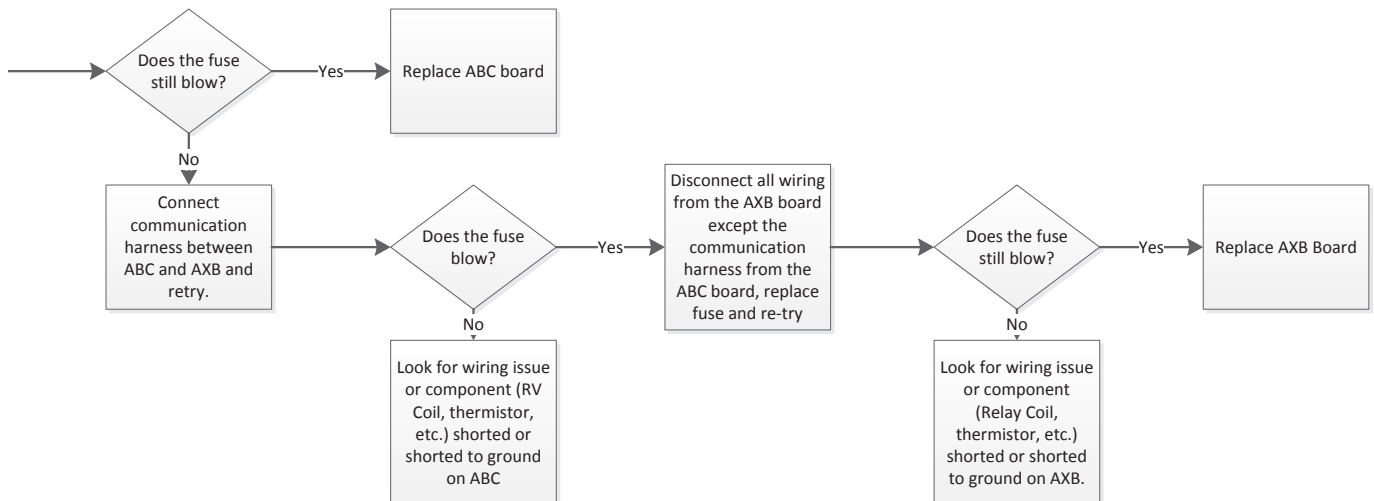 Does the fuse
still blow?
Yes
Replace ABC board
No
Connect
communication
harness between
ABC and AXB and
retry.
Does the fuse
blow?
Yes
Disconnect all wiring
from the AXB board
except the
communication
harness from the
ABC board, replace
fuse and re-try
Does the fuse
still blow?
Yes
Replace AXB Board
No
Look for wiring issue
or component (RV
Coil, thermistor,
etc.) shorted or
shorted to ground
on ABC
No
Look for wiring issue
or component
(Relay Coil,
thermistor, etc.)
shorted or shorted
to ground on AXB.